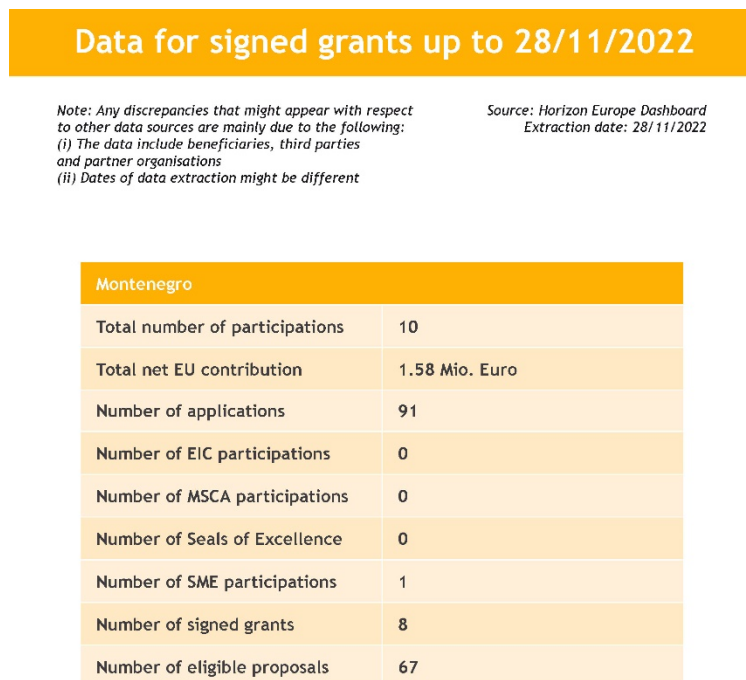 Data for signed grants up to 28/11/2022
Note: Any discrepancies that might appear with respect
to other data sources are mainly due to the following:
(i) The data include beneficiaries, third parties
and partner organisations
(ii) Dates of data extraction might be different
Source: Horizon Europe Dashboard
Extraction date: 28/11/2022
Montenegro
Total number of participations 10
Total net EU contribution 1.58 Mio. Euro
Number of applications 91
Number of EIC participations 0
Number of MSCA participations 0
Number of Seals of Excellence 0
Number of SME participations 1
Number of signed grants 8
Number of eligible proposals 67